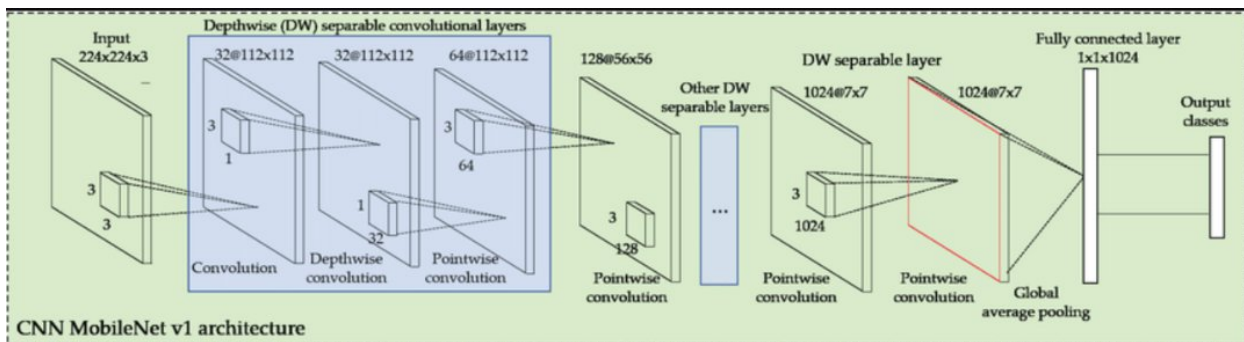 Depthwise (DW) separable convolutional layers
Input
224x224x3
32@112x112
32@112x112
64@112x112
128@56x56
Other DW
separable layers
DW separable layer
1024@7x7
1024@7x7
Fully connected layer
1x1x1024
Output
classes
3
3
3
1
1
32
3
64
3
128
...
3
1024
Convolution
Depthwise
convolution
Pointwise
convolution
Pointwise
convolution
Pointwise
convolution
Pointwise
convolution
Global
average pooling
CNN MobileNet v1 architecture